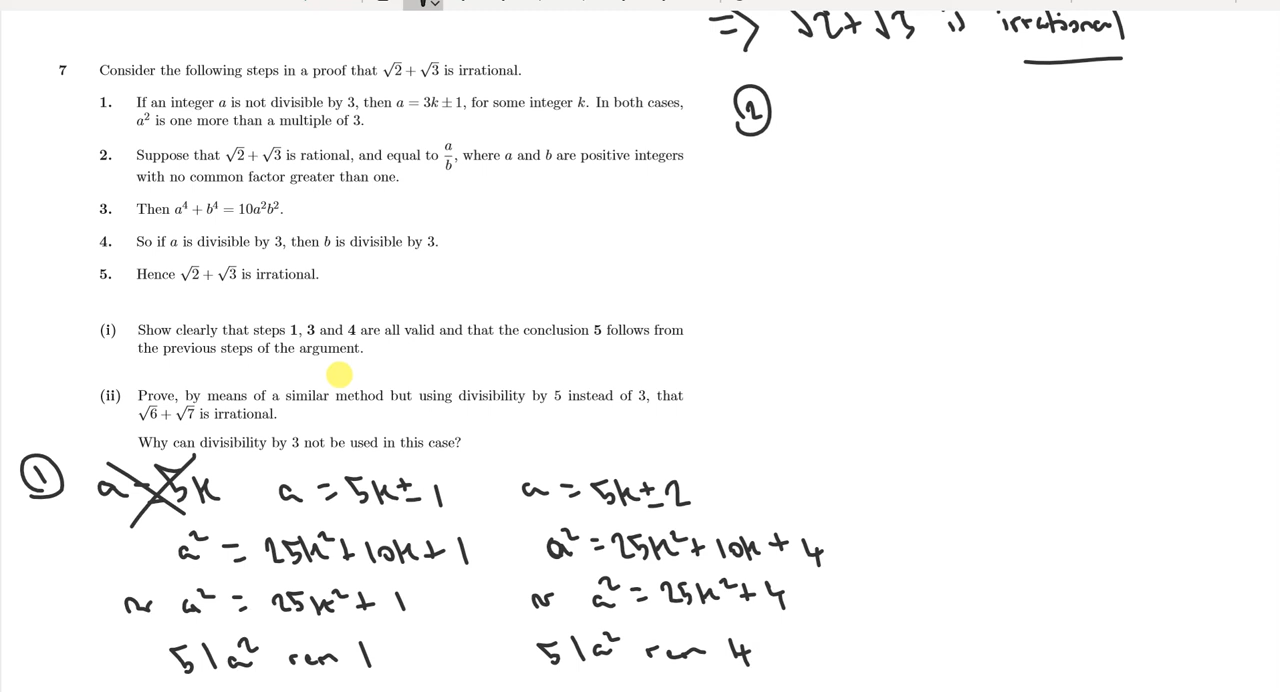 => √2+√3 is irrational
7 Consider the following steps in a proof that √2 + √3 is irrational.
1. If an integer a is not divisible by 3, then a = 3k ± 1, for some integer k. In both cases,
a² is one more than a multiple of 3.
2. Suppose that √2 + √3 is rational, and equal to a/b, where a and b are positive integers
with no common factor greater than one.
3. Then a⁴ + b⁴ = 10a²b².
4. So if a is divisible by 3, then b is divisible by 3.
5. Hence √2 + √3 is irrational.
(i) Show clearly that steps 1, 3 and 4 are all valid and that the conclusion 5 follows from
the previous steps of the argument.
(ii) Prove, by means of a similar method but using divisibility by 5 instead of 3, that
√6 + √7 is irrational.
Why can divisibility by 3 not be used in this case?
② 
① a = 5k a = 5k ± 1 a = 5k ± 2
a² = 25k² + 10k + 1 a² = 25k² + 10k + 4
~ a² = 25k² + 1 ~ a² = 25k² + 4
5 | a² rem 1 5 | a² rem 4